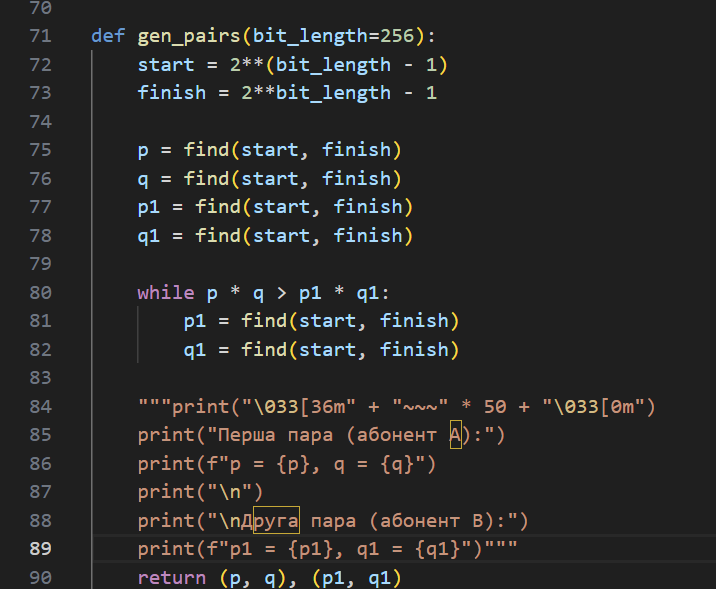 70
71 def gen_pairs(bit_length=256):
72     start = 2**(bit_length - 1)
73     finish = 2**bit_length - 1
74
75     p = find(start, finish)
76     q = find(start, finish)
77     p1 = find(start, finish)
78     q1 = find(start, finish)
79
80     while p * q > p1 * q1:
81         p1 = find(start, finish)
82         q1 = find(start, finish)
83
84     """print("\033[36m" + "~~~" * 50 + "\033[0m")
85     print("Перша пара (абонент А):")
86     print(f"p = {p}, q = {q}")
87     print("\n")
88     print("\nДруга пара (абонент B):")
89     print(f"p1 = {p1}, q1 = {q1}")"""
90     return (p, q), (p1, q1)